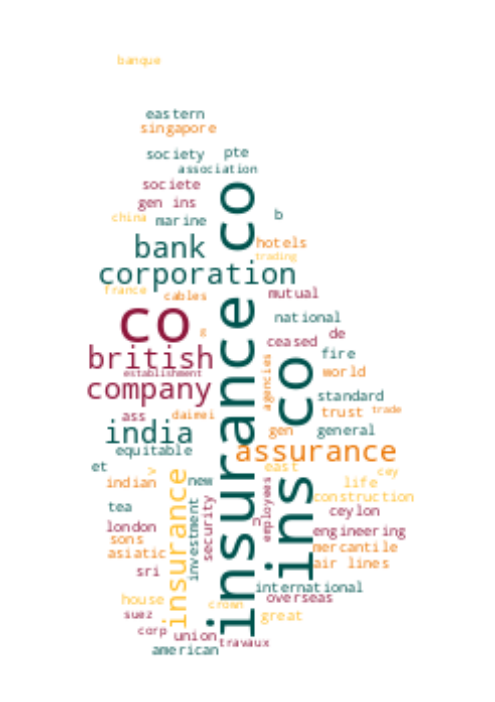 banque
eastern
singapore
society pte
association
societe
gen ins
china marine b
insurance co
bank hotels
trading
corporation
france cables mutual
co national
g ceased de
british fire
establishment agencies world
company ins co
standard
ass daimei trust trade
india gen general
equitable assurance
et east cey
indian v insurance new life
construction
tea investment security employees ceylon
london n engineering
sons mercantile
asiatic air lines
sri
international
house crown overseas
suez great
corp union travaux
american